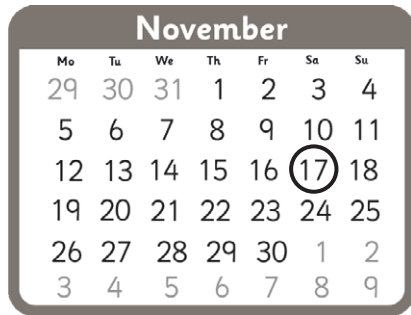 November
Mo Tu We Th Fr Sa Su
29 30 31 1 2 3 4
5 6 7 8 9 10 11
12 13 14 15 16 17 18
19 20 21 22 23 24 25
26 27 28 29 30 1 2
3 4 5 6 7 8 9